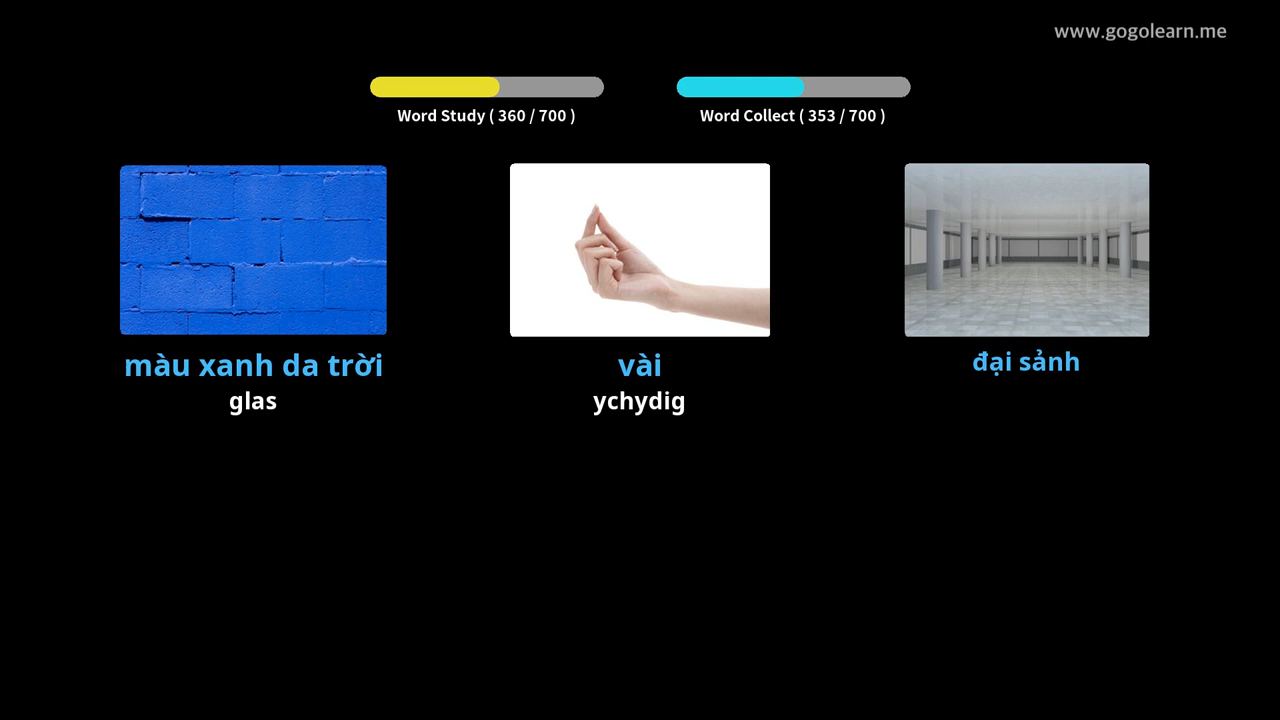 www.gogolearn.me
Word Study ( 360 / 700 )
Word Collect ( 353 / 700 )
màu xanh da trời
glas
vài
ychydig
đại sảnh